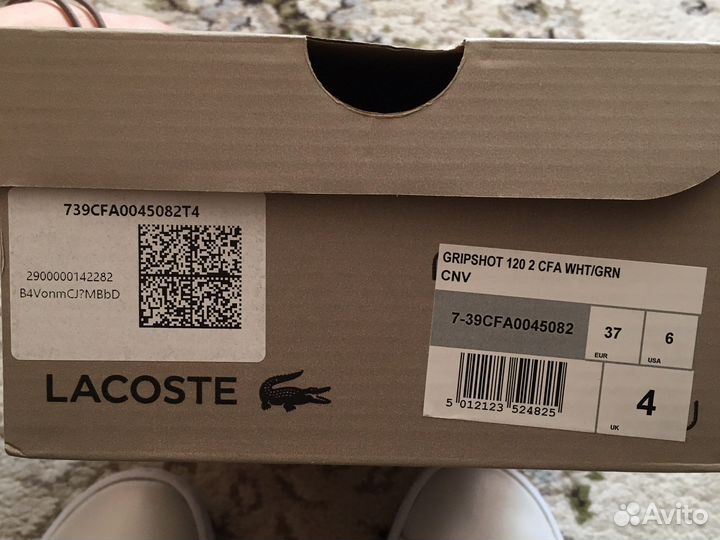 739CFA0045082T4
2900000142282
B4VonmCJ?MBbD
LACOSTE
GRIPSHOT 120 2 CFA WHT/GRN
CNV
7-39CFA0045082
37
EUR
6
USA
5 012123 524825
4
UK
Avito